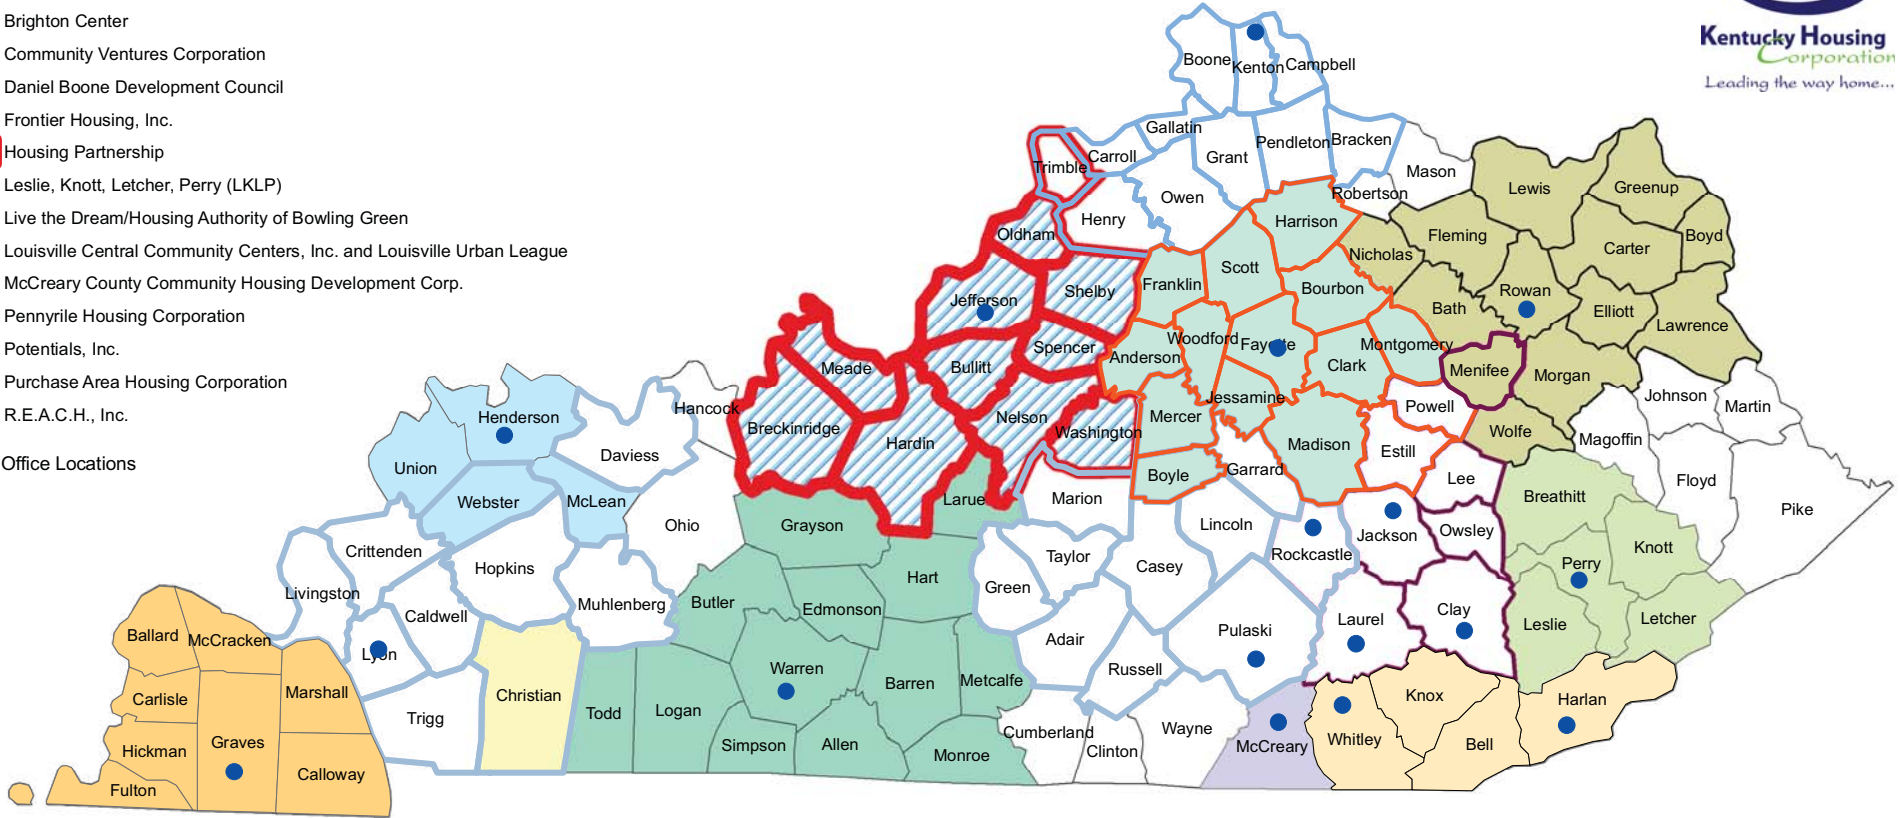 Brighton Center
Community Ventures Corporation
Daniel Boone Development Council
Frontier Housing, Inc.
Housing Partnership
Leslie, Knott, Letcher, Perry (LKLP)
Live the Dream/Housing Authority of Bowling Green
Louisville Central Community Centers, Inc. and Louisville Urban League
McCreary County Community Housing Development Corp.
Pennyrile Housing Corporation
Potentials, Inc.
Purchase Area Housing Corporation
R.E.A.C.H., Inc.
Office Locations
Kentucky Housing
Corporation
Leading the way home...
Boone
Kenton
Campbell
Gallatin
Carroll
Trimble
Grant
Pendleton
Bracken
Mason
Robertson
Owen
Henry
Oldham
Harrison
Lewis
Greenup
Fleming
Nicholas
Carter
Boyd
Jefferson
Shelby
Franklin
Scott
Bourbon
Bath
Rowan
Elliott
Lawrence
Meade
Bullitt
Spencer
Anderson
Woodford
Fayette
Clark
Montgomery
Menifee
Morgan
Johnson
Martin
Hancock
Breckinridge
Hardin
Nelson
Washington
Mercer
Jessamine
Madison
Powell
Estill
Wolfe
Magoffin
Floyd
Pike
Henderson
Union
Webster
McLean
Daviess
Ohio
Grayson
Larue
Marion
Boyle
Garrard
Lincoln
Rockcastle
Jackson
Lee
Owsley
Breathitt
Knott
Perry
Leslie
Letcher
Crittenden
Livingston
Hopkins
Caldwell
Lyon
Muhlenberg
Butler
Edmonson
Hart
Green
Taylor
Casey
Adair
Russell
Pulaski
Laurel
Clay
Ballard
McCracken
Carlisle
Marshall
Hickman
Graves
Fulton
Calloway
Trigg
Christian
Todd
Logan
Warren
Simpson
Allen
Barren
Metcalfe
Monroe
Cumberland
Clinton
Wayne
McCreary
Whitley
Knox
Bell
Harlan